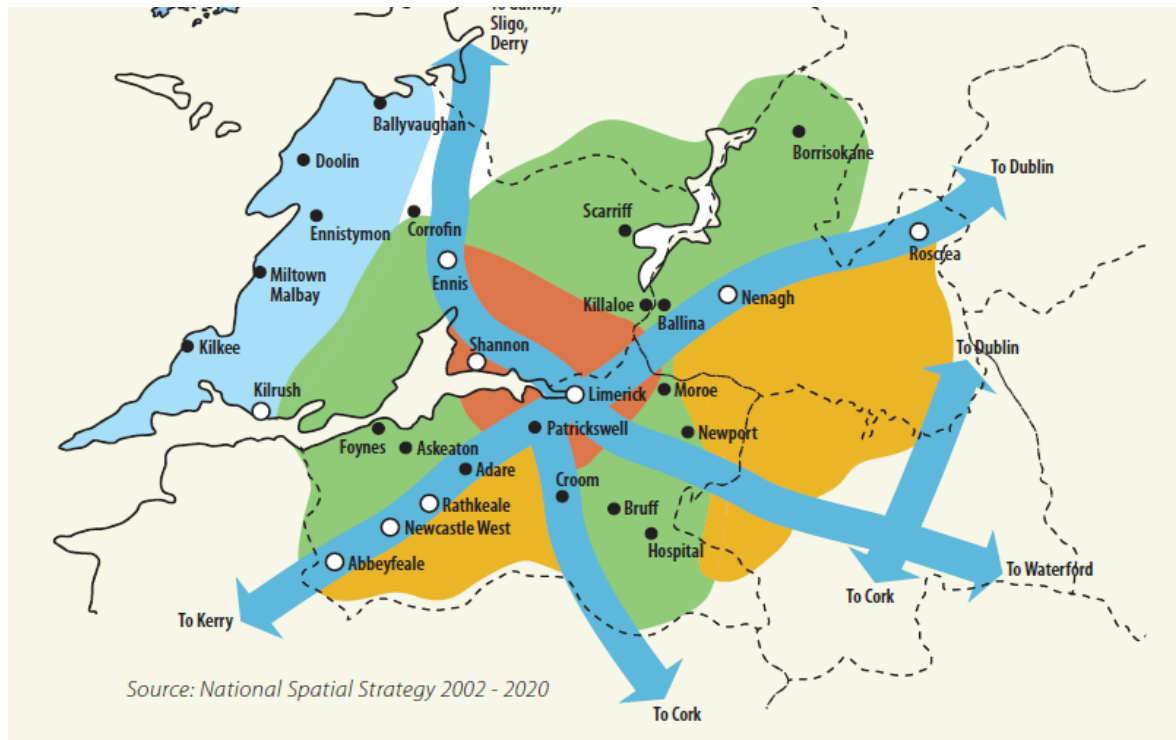 To Galway,
Sligo,
Derry
Ballyvaughan
Borrisokane
Doolin
To Dublin
Scarriff
Ennistymon
Corrofin
Roscrea
Ennis
Miltown
Malbay
Killaloe
Nenagh
Ballina
Shannon
Kilkee
To Dublin
Limerick
Moroe
Kilrush
Patrickswell
Newport
Foynes
Askeaton
Adare
Croom
Rathkeale
Bruff
Newcastle West
Hospital
Abbeyfeale
To Waterford
To Cork
To Kerry
Source: National Spatial Strategy 2002 - 2020
To Cork